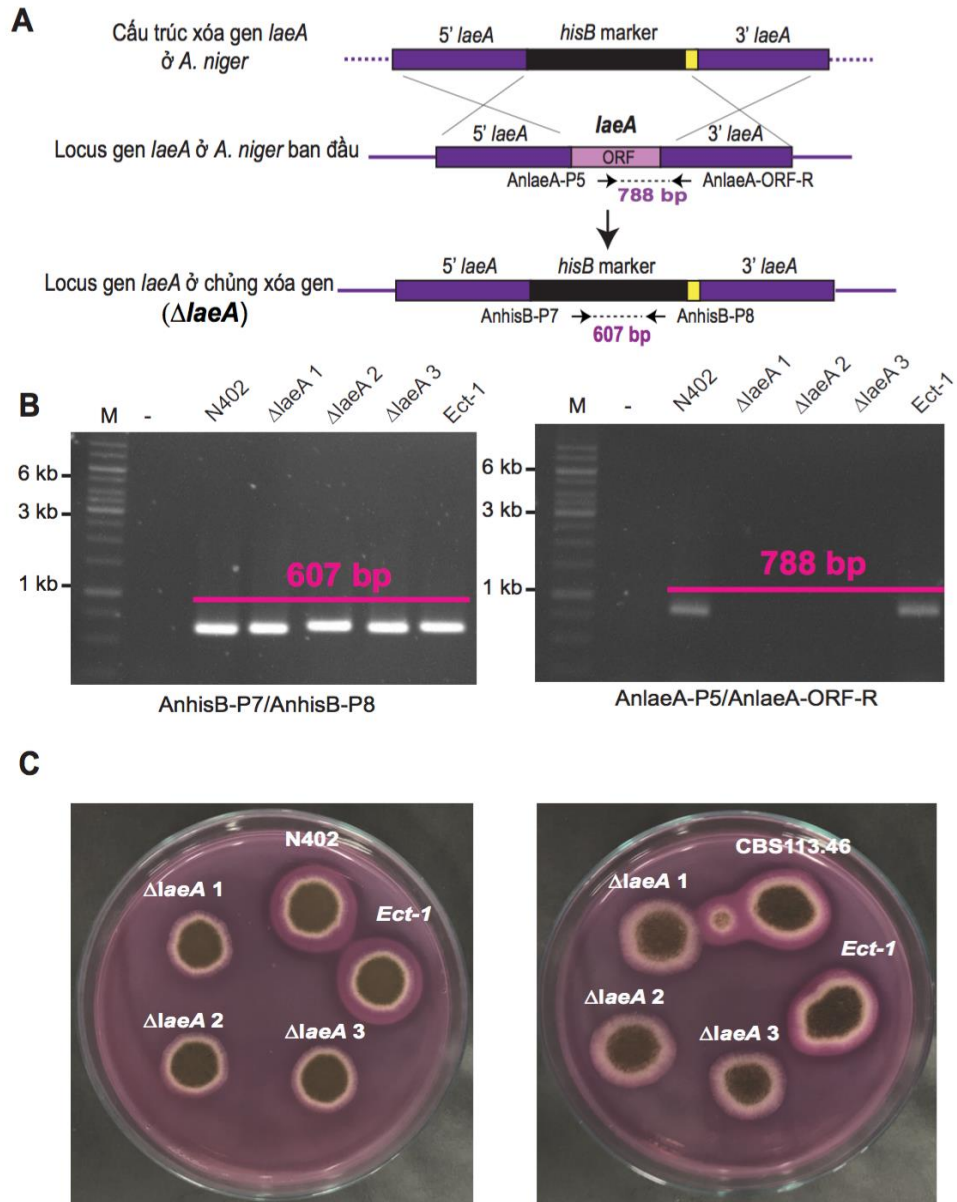 A
Cấu trúc xóa gen laeA
ở A. niger
5' laeA
hisB marker
3' laeA
laeA
5' laeA
3' laeA
Locus gen laeA ở A. niger ban đầu
ORF
AnlaeA-P5
AnlaeA-ORF-R
788 bp
5' laeA
hisB marker
3' laeA
Locus gen laeA ở chủng xóa gen
(ΔlaeA)
AnhisB-P7
AnhisB-P8
607 bp
B
M - N402 ΔlaeA 1 ΔlaeA 2 ΔlaeA 3 Ect-1
6 kb
3 kb
1 kb
607 bp
AnhisB-P7/AnhisB-P8
M - N402 ΔlaeA 1 ΔlaeA 2 ΔlaeA 3 Ect-1
6 kb
3 kb
1 kb
788 bp
AnlaeA-P5/AnlaeA-ORF-R
C
N402
ΔlaeA 1
Ect-1
ΔlaeA 2
ΔlaeA 3
CBS113.46
ΔlaeA 1
Ect-1
ΔlaeA 2
ΔlaeA 3